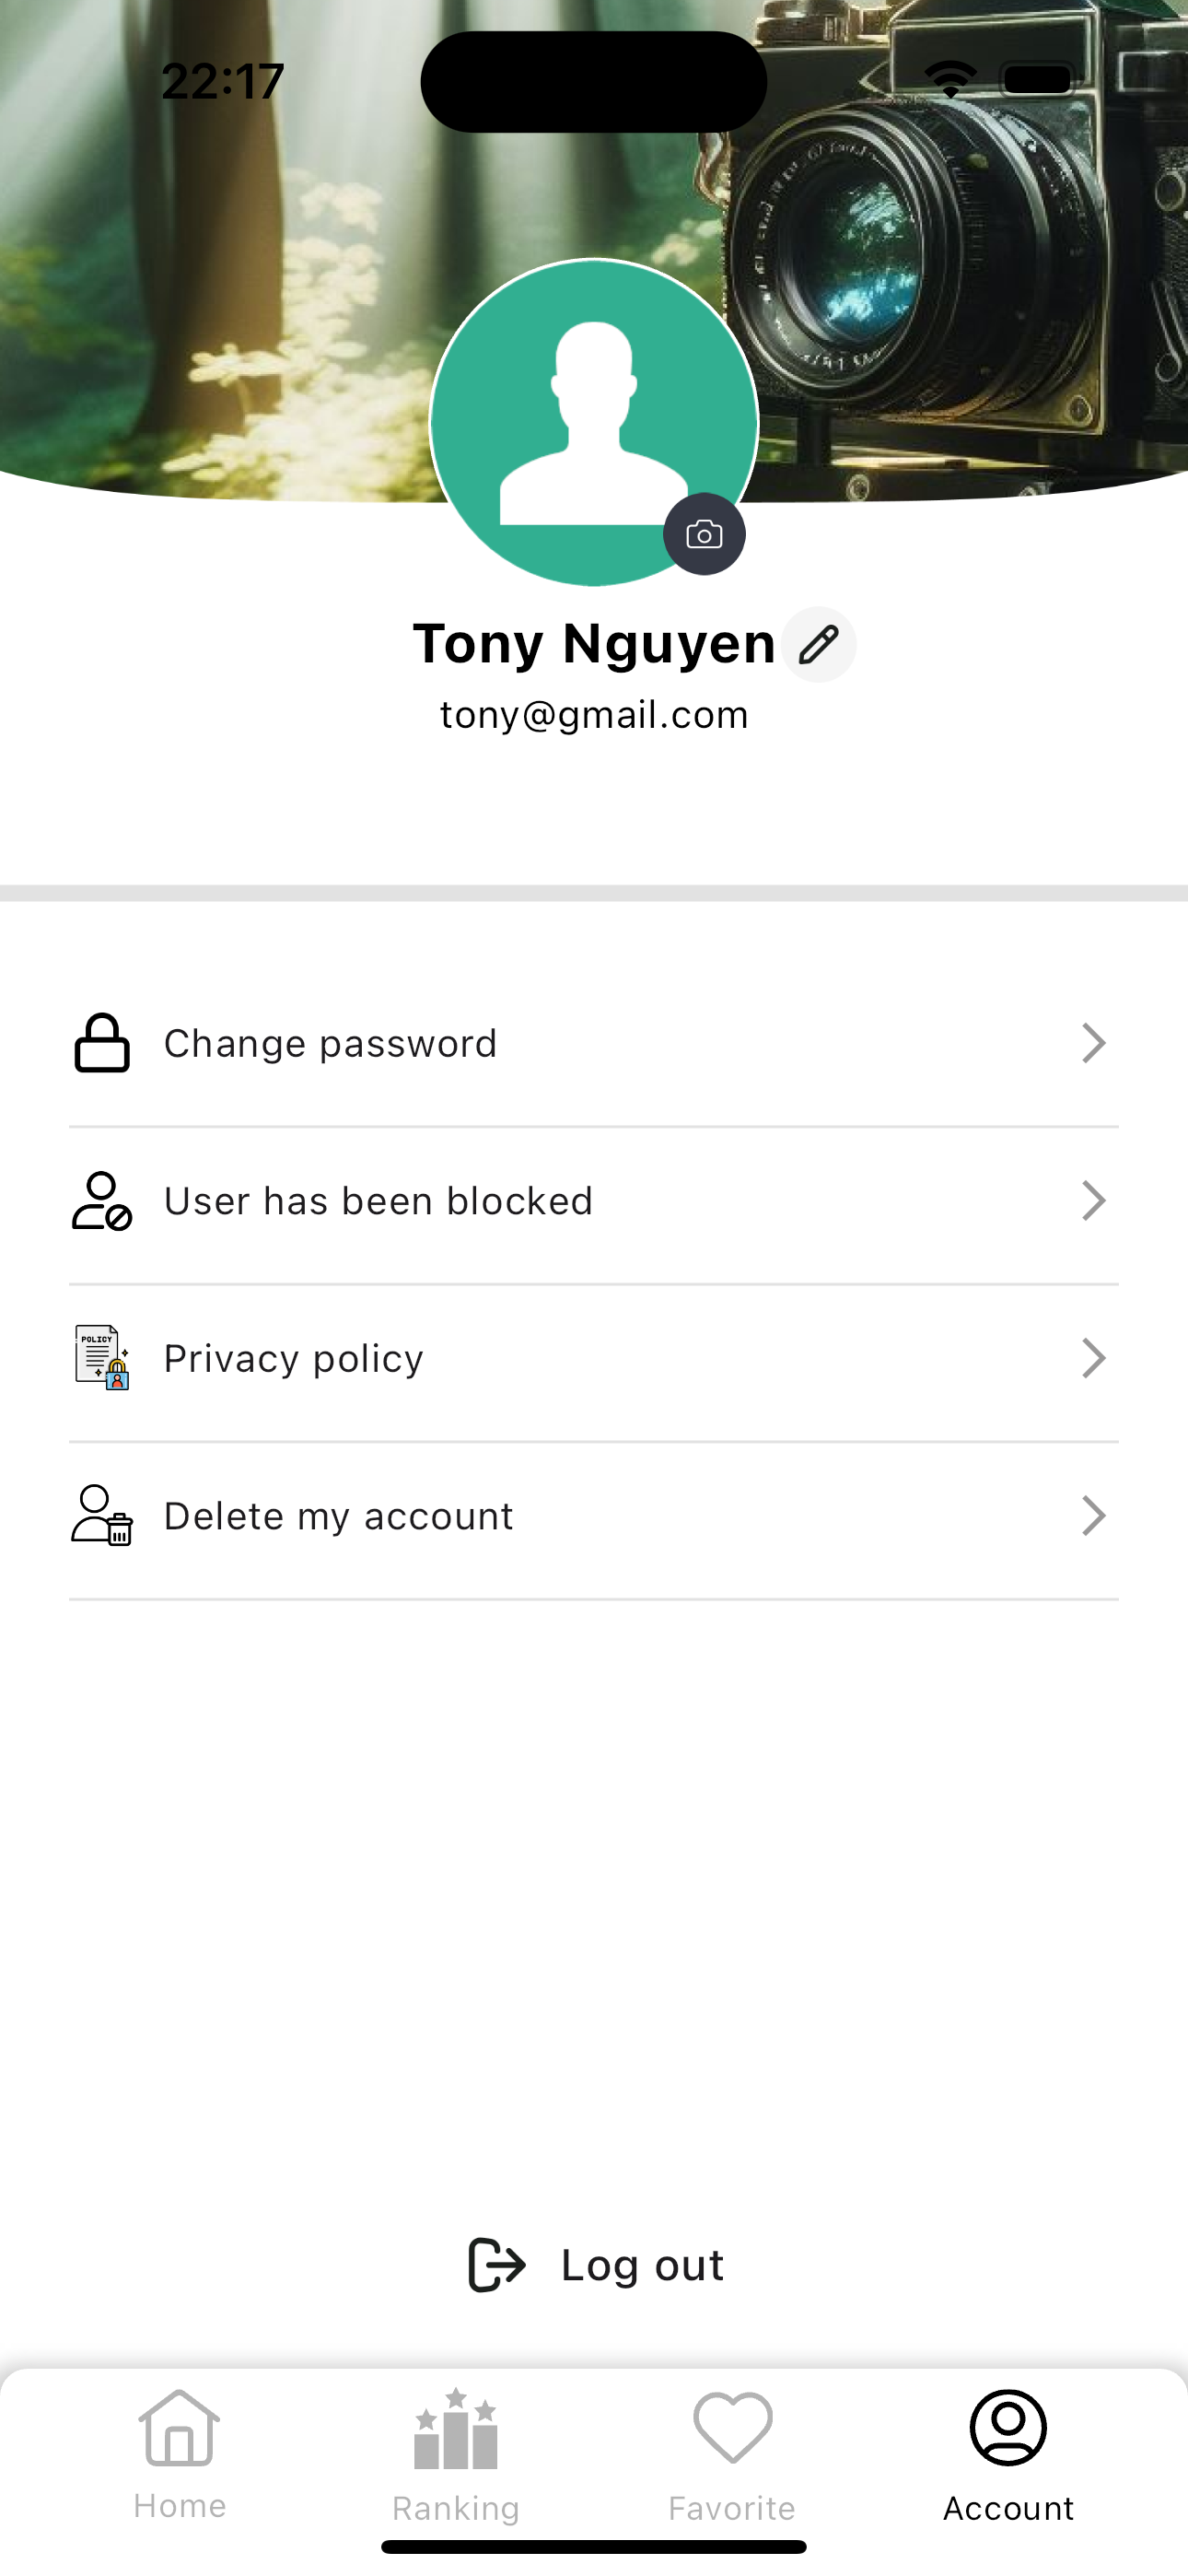 22:17
Tony Nguyen
tony@gmail.com
Change password
User has been blocked
POLICY
Privacy policy
Delete my account
Log out
Home
Ranking
Favorite
Account